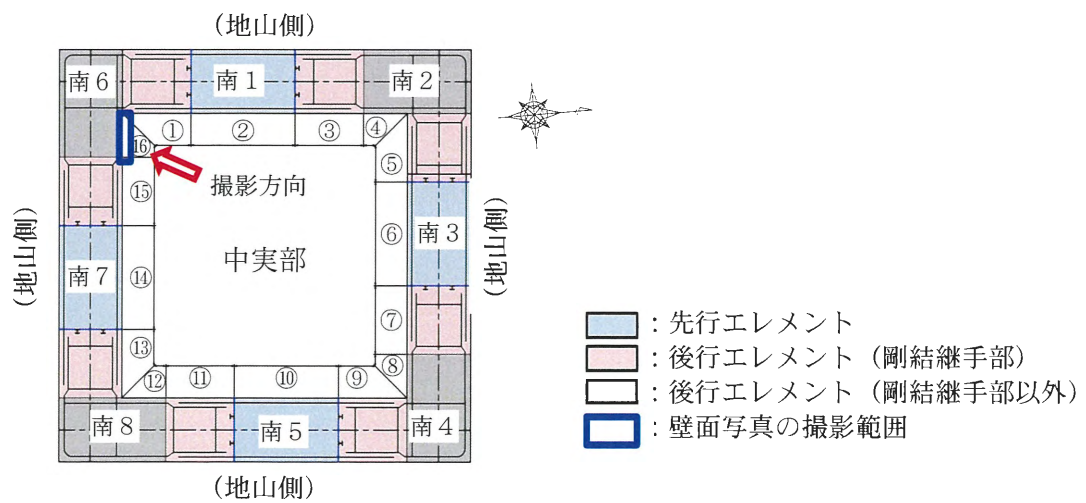 (地山側)
南6
南1
南2
①
②
③
④
⑯
⑤
撮影方向
⑮
(地山側)
⑥
南3
(地山側)
中実部
南7
⑭
⑬
⑦
⑫
⑪
⑩
⑨
⑧
南8
南5
南4
(地山側)
：先行エレメント
：後行エレメント（剛結継手部）
：後行エレメント（剛結継手部以外）
：壁面写真の撮影範囲